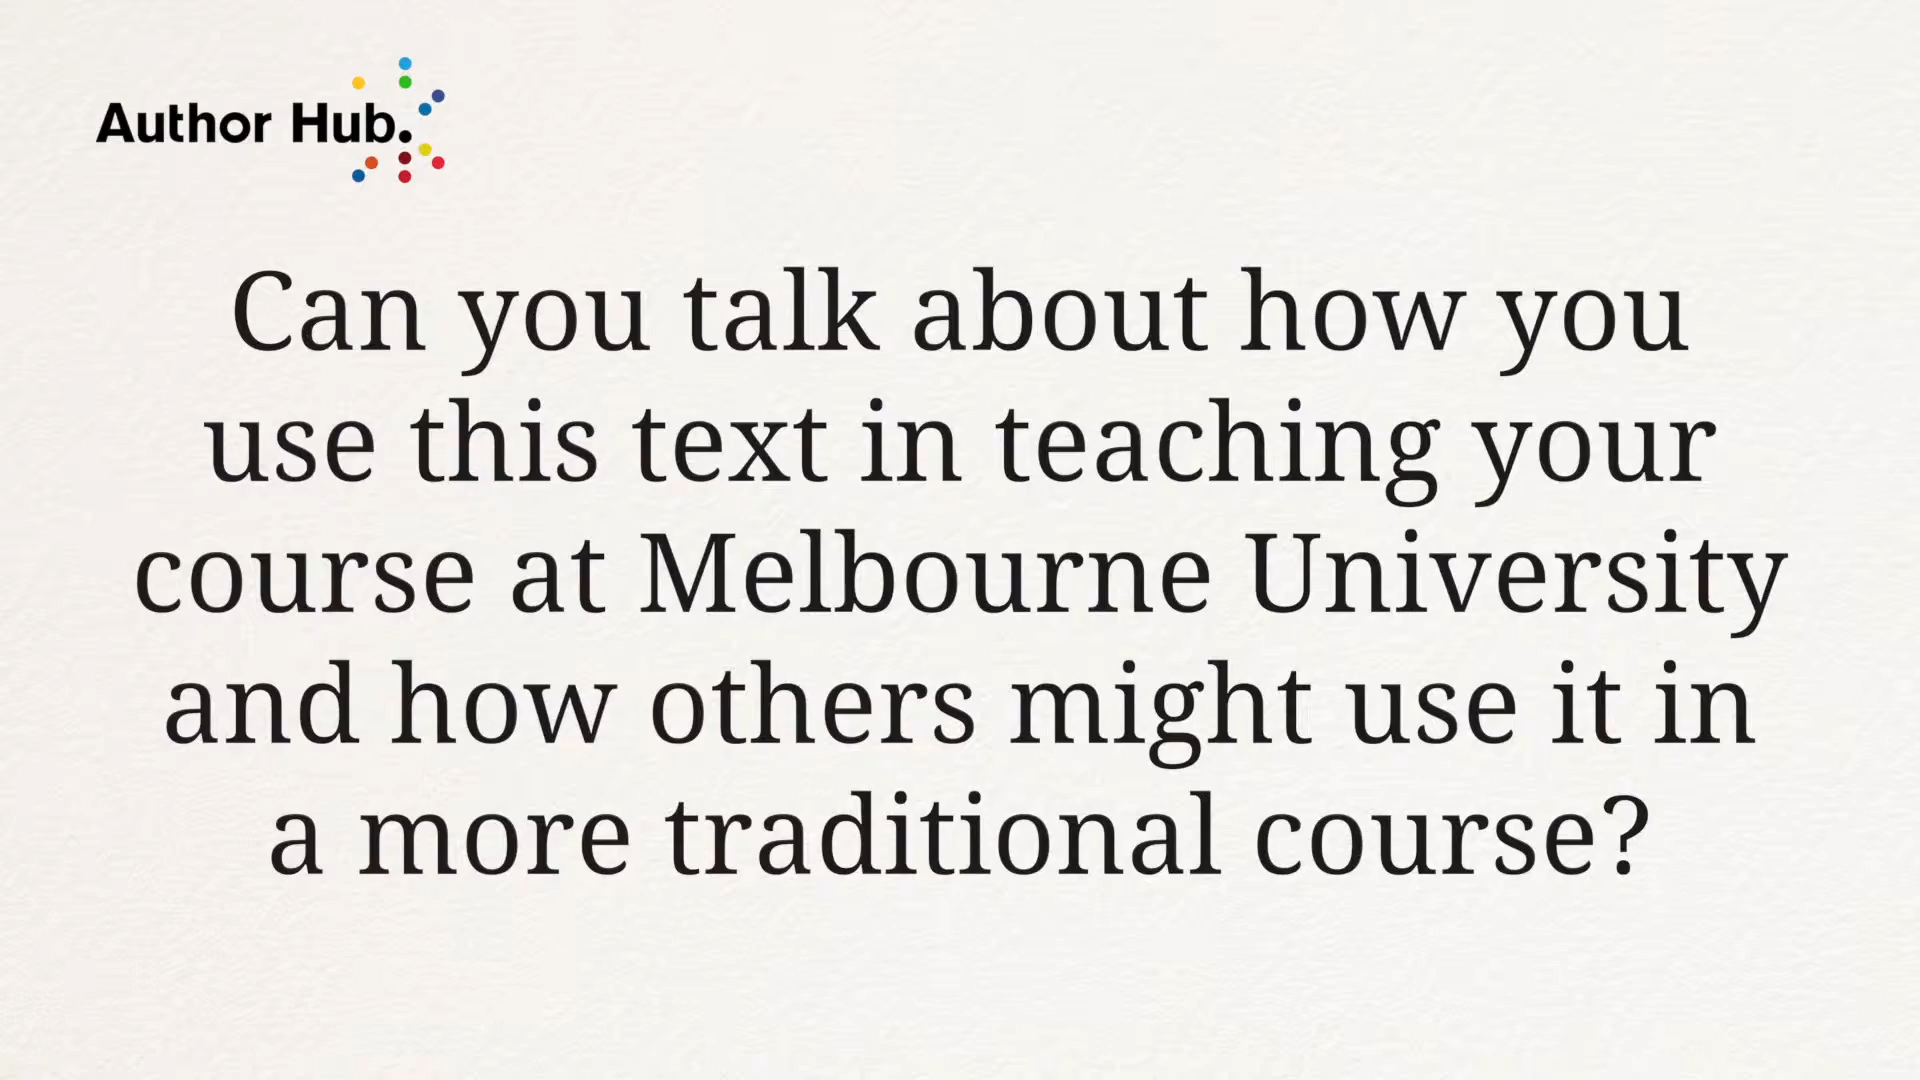 Author Hub.
Can you talk about how you
use this text in teaching your
course at Melbourne University
and how others might use it in
a more traditional course?